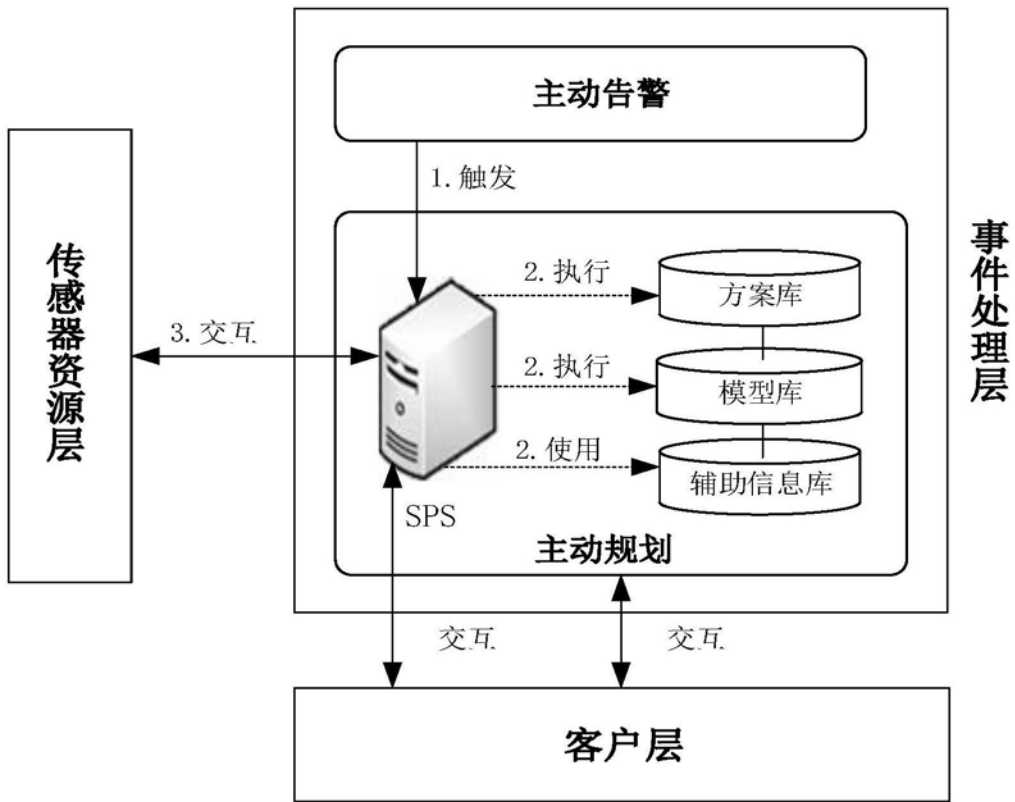 主动告警
1. 触发
传感器资源层
3. 交互
2. 执行
方案库
2. 执行
模型库
2. 使用
辅助信息库
SPS
主动规划
事件处理层
交互
交互
客户层